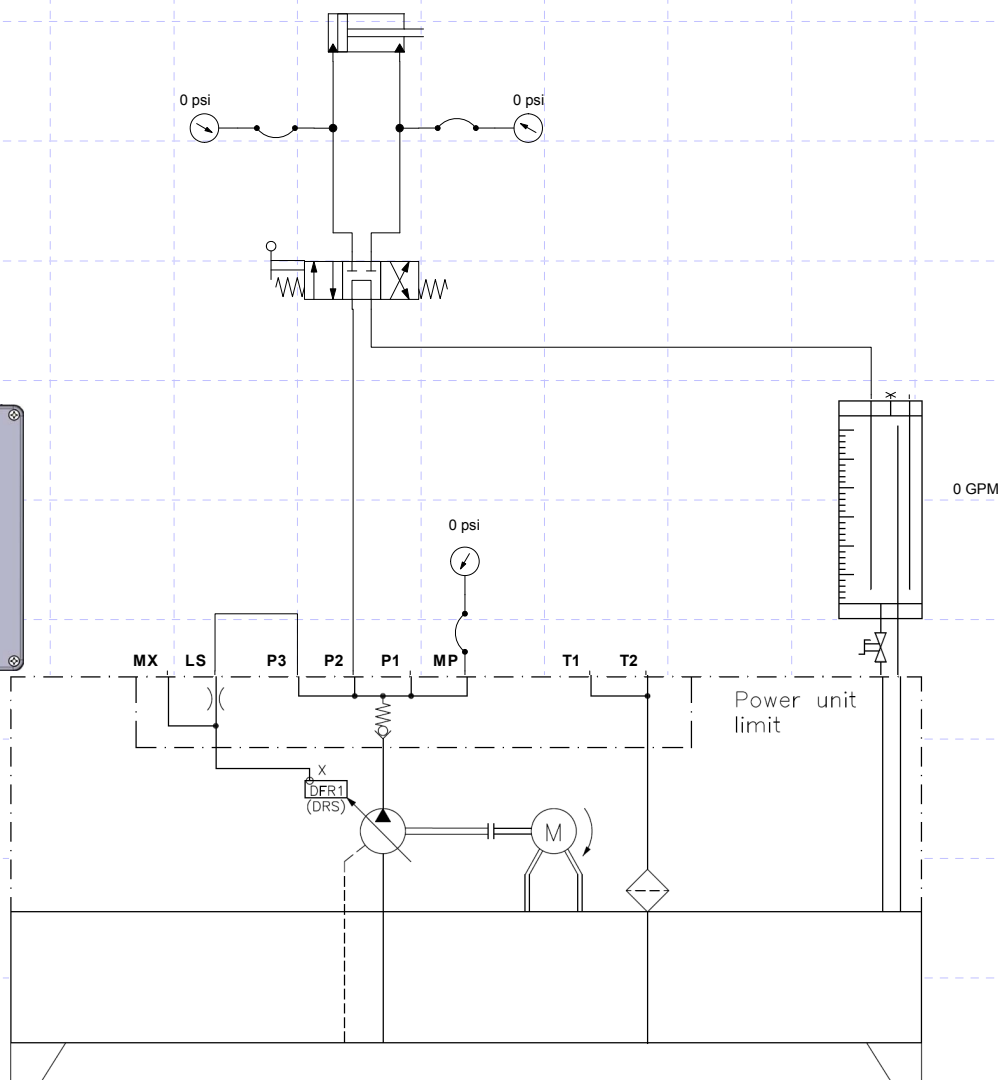 0 psi
0 psi
0 GPM
0 psi
MX LS P3 P2 P1 MP T1 T2
Power unit
limit
X
DFR1
(DRS)
M